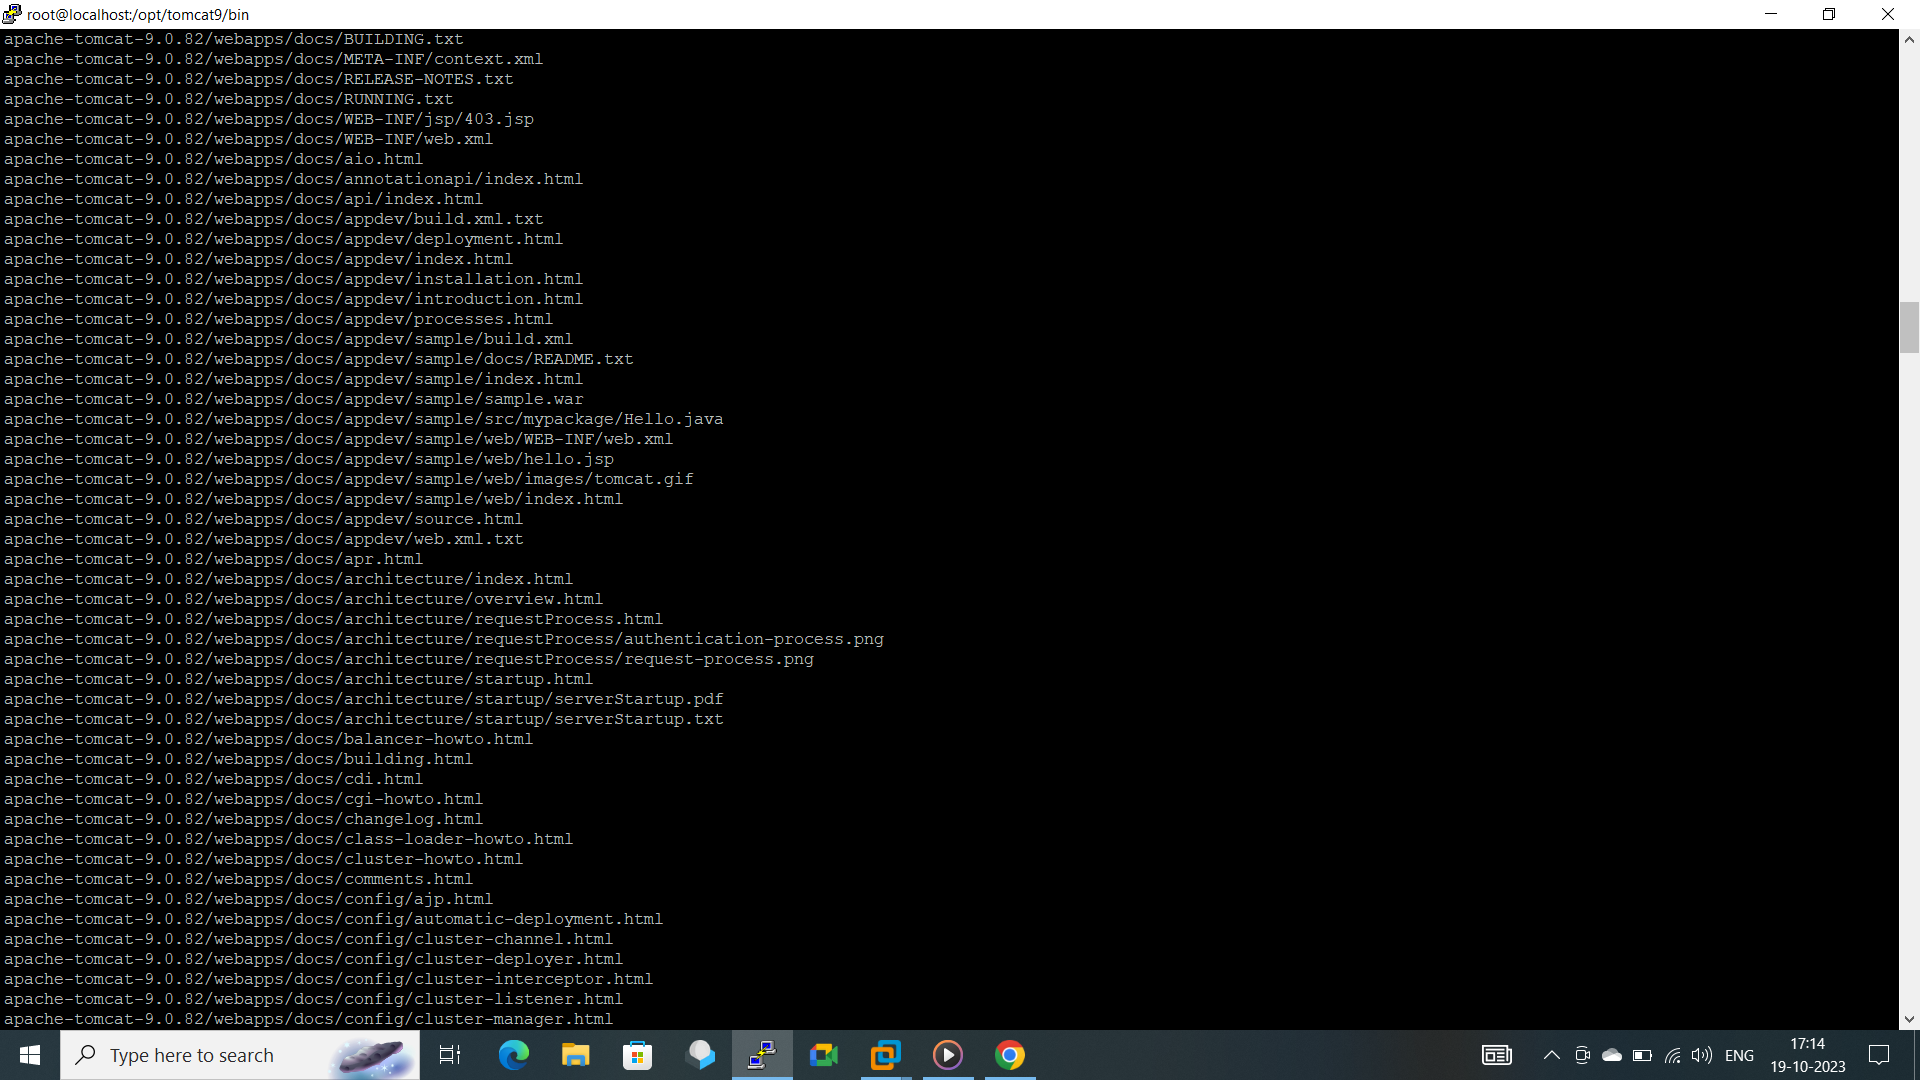 root@localhost:/opt/tomcat9/bin
apache-tomcat-9.0.82/webapps/docs/BUILDING.txt
apache-tomcat-9.0.82/webapps/docs/META-INF/context.xml
apache-tomcat-9.0.82/webapps/docs/RELEASE-NOTES.txt
apache-tomcat-9.0.82/webapps/docs/RUNNING.txt
apache-tomcat-9.0.82/webapps/docs/WEB-INF/jsp/403.jsp
apache-tomcat-9.0.82/webapps/docs/WEB-INF/web.xml
apache-tomcat-9.0.82/webapps/docs/aio.html
apache-tomcat-9.0.82/webapps/docs/annotationapi/index.html
apache-tomcat-9.0.82/webapps/docs/api/index.html
apache-tomcat-9.0.82/webapps/docs/appdev/build.xml.txt
apache-tomcat-9.0.82/webapps/docs/appdev/deployment.html
apache-tomcat-9.0.82/webapps/docs/appdev/index.html
apache-tomcat-9.0.82/webapps/docs/appdev/installation.html
apache-tomcat-9.0.82/webapps/docs/appdev/introduction.html
apache-tomcat-9.0.82/webapps/docs/appdev/processes.html
apache-tomcat-9.0.82/webapps/docs/appdev/sample/build.xml
apache-tomcat-9.0.82/webapps/docs/appdev/sample/docs/README.txt
apache-tomcat-9.0.82/webapps/docs/appdev/sample/index.html
apache-tomcat-9.0.82/webapps/docs/appdev/sample/sample.war
apache-tomcat-9.0.82/webapps/docs/appdev/sample/src/mypackage/Hello.java
apache-tomcat-9.0.82/webapps/docs/appdev/sample/web/WEB-INF/web.xml
apache-tomcat-9.0.82/webapps/docs/appdev/sample/web/hello.jsp
apache-tomcat-9.0.82/webapps/docs/appdev/sample/web/images/tomcat.gif
apache-tomcat-9.0.82/webapps/docs/appdev/sample/web/index.html
apache-tomcat-9.0.82/webapps/docs/appdev/source.html
apache-tomcat-9.0.82/webapps/docs/appdev/web.xml.txt
apache-tomcat-9.0.82/webapps/docs/apr.html
apache-tomcat-9.0.82/webapps/docs/architecture/index.html
apache-tomcat-9.0.82/webapps/docs/architecture/overview.html
apache-tomcat-9.0.82/webapps/docs/architecture/requestProcess.html
apache-tomcat-9.0.82/webapps/docs/architecture/requestProcess/authentication-process.png
apache-tomcat-9.0.82/webapps/docs/architecture/requestProcess/request-process.png
apache-tomcat-9.0.82/webapps/docs/architecture/startup.html
apache-tomcat-9.0.82/webapps/docs/architecture/startup/serverStartup.pdf
apache-tomcat-9.0.82/webapps/docs/architecture/startup/serverStartup.txt
apache-tomcat-9.0.82/webapps/docs/balancer-howto.html
apache-tomcat-9.0.82/webapps/docs/building.html
apache-tomcat-9.0.82/webapps/docs/cdi.html
apache-tomcat-9.0.82/webapps/docs/cgi-howto.html
apache-tomcat-9.0.82/webapps/docs/changelog.html
apache-tomcat-9.0.82/webapps/docs/class-loader-howto.html
apache-tomcat-9.0.82/webapps/docs/cluster-howto.html
apache-tomcat-9.0.82/webapps/docs/comments.html
apache-tomcat-9.0.82/webapps/docs/config/ajp.html
apache-tomcat-9.0.82/webapps/docs/config/automatic-deployment.html
apache-tomcat-9.0.82/webapps/docs/config/cluster-channel.html
apache-tomcat-9.0.82/webapps/docs/config/cluster-deployer.html
apache-tomcat-9.0.82/webapps/docs/config/cluster-interceptor.html
apache-tomcat-9.0.82/webapps/docs/config/cluster-listener.html
apache-tomcat-9.0.82/webapps/docs/config/cluster-manager.html
Type here to search
ENG
17:14
19-10-2023